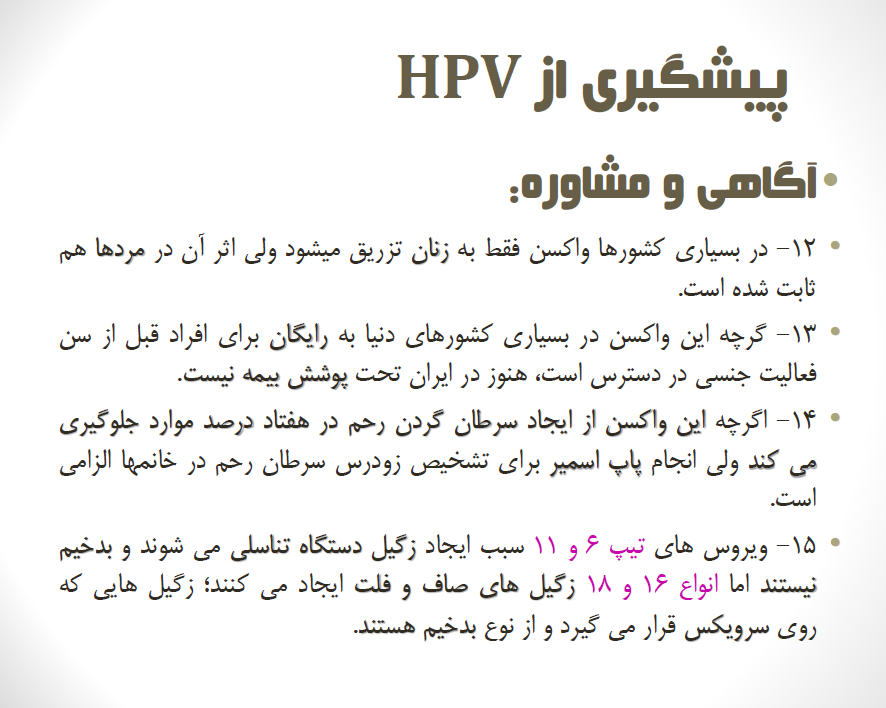 پیشگیری از HPV
• آگاهی و مشاوره:
• ۱۲- در بسیاری کشورها واکسن فقط به زنان تزریق میشود ولی اثر آن در مردها هم
ثابت شده است.
• ۱۳- گرچه این واکسن در بسیاری کشورهای دنیا به رایگان برای افراد قبل از سن
فعالیت جنسی در دسترس است، هنوز در ایران تحت پوشش بیمه نیست.
• ۱۴- اگرچه این واکسن از ایجاد سرطان گردن رحم در هفتاد درصد موارد جلوگیری
می کند ولی انجام پاپ اسمیر برای تشخیص زودرس سرطان رحم در خانمها الزامی
است.
• ۱۵- ویروس های تیپ ۶ و ۱۱ سبب ایجاد زگیل دستگاه تناسلی می شوند و بدخیم
نیستند اما انواع ۱۶ و ۱۸ زگیل های صاف و فلت ایجاد می کنند؛ زگیل هایی که
روی سرویکس قرار می گیرد و از نوع بدخیم هستند.